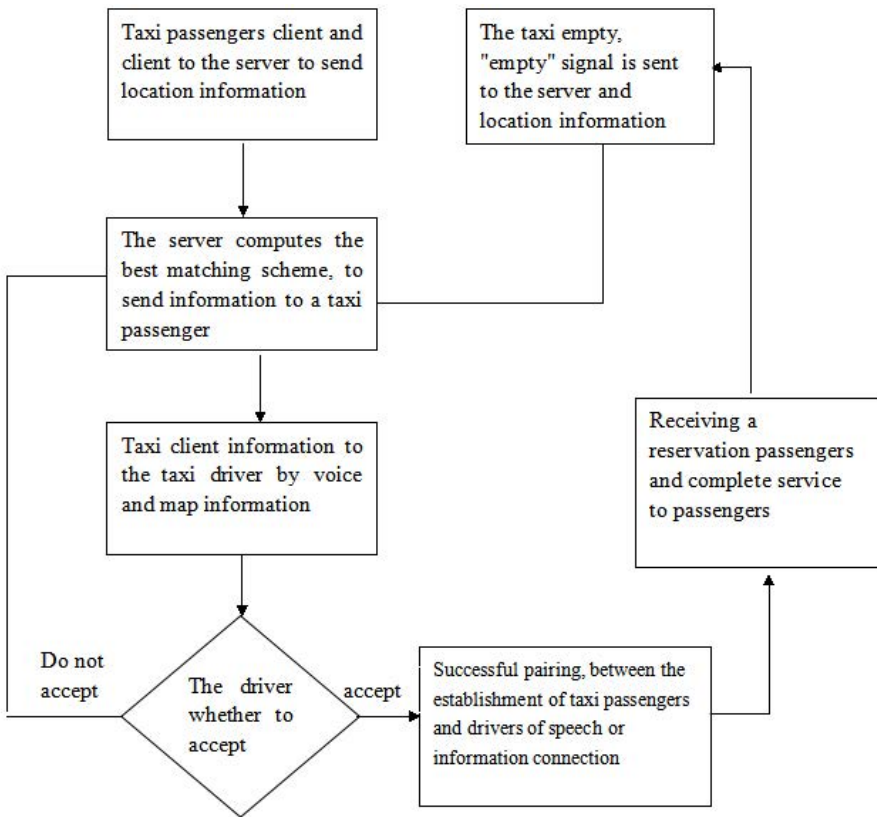 Taxi passengers client and
client to the server to send
location information
The taxi empty,
"empty" signal is sent
to the server and
location information
The server computes the
best matching scheme, to
send information to a taxi
passenger
Taxi client information to
the taxi driver by voice
and map information
Receiving a
reservation passengers
and complete service
to passengers
Do not
accept
The driver
whether to
accept
accept
Successful pairing, between the
establishment of taxi passengers
and drivers of speech or
information connection